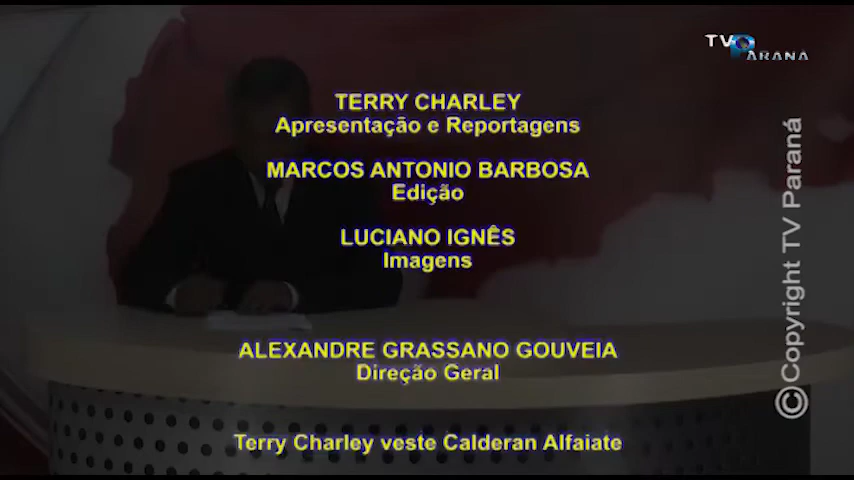 TV PARANÁ
TERRY CHARLEY
Apresentação e Reportagens
MARCOS ANTONIO BARBOSA
Edição
LUCIANO IGNÊS
Imagens
ALEXANDRE GRASSANO GOUVEIA
Direção Geral
Terry Charley veste Calderan Alfaiate
©Copyright TV Paraná